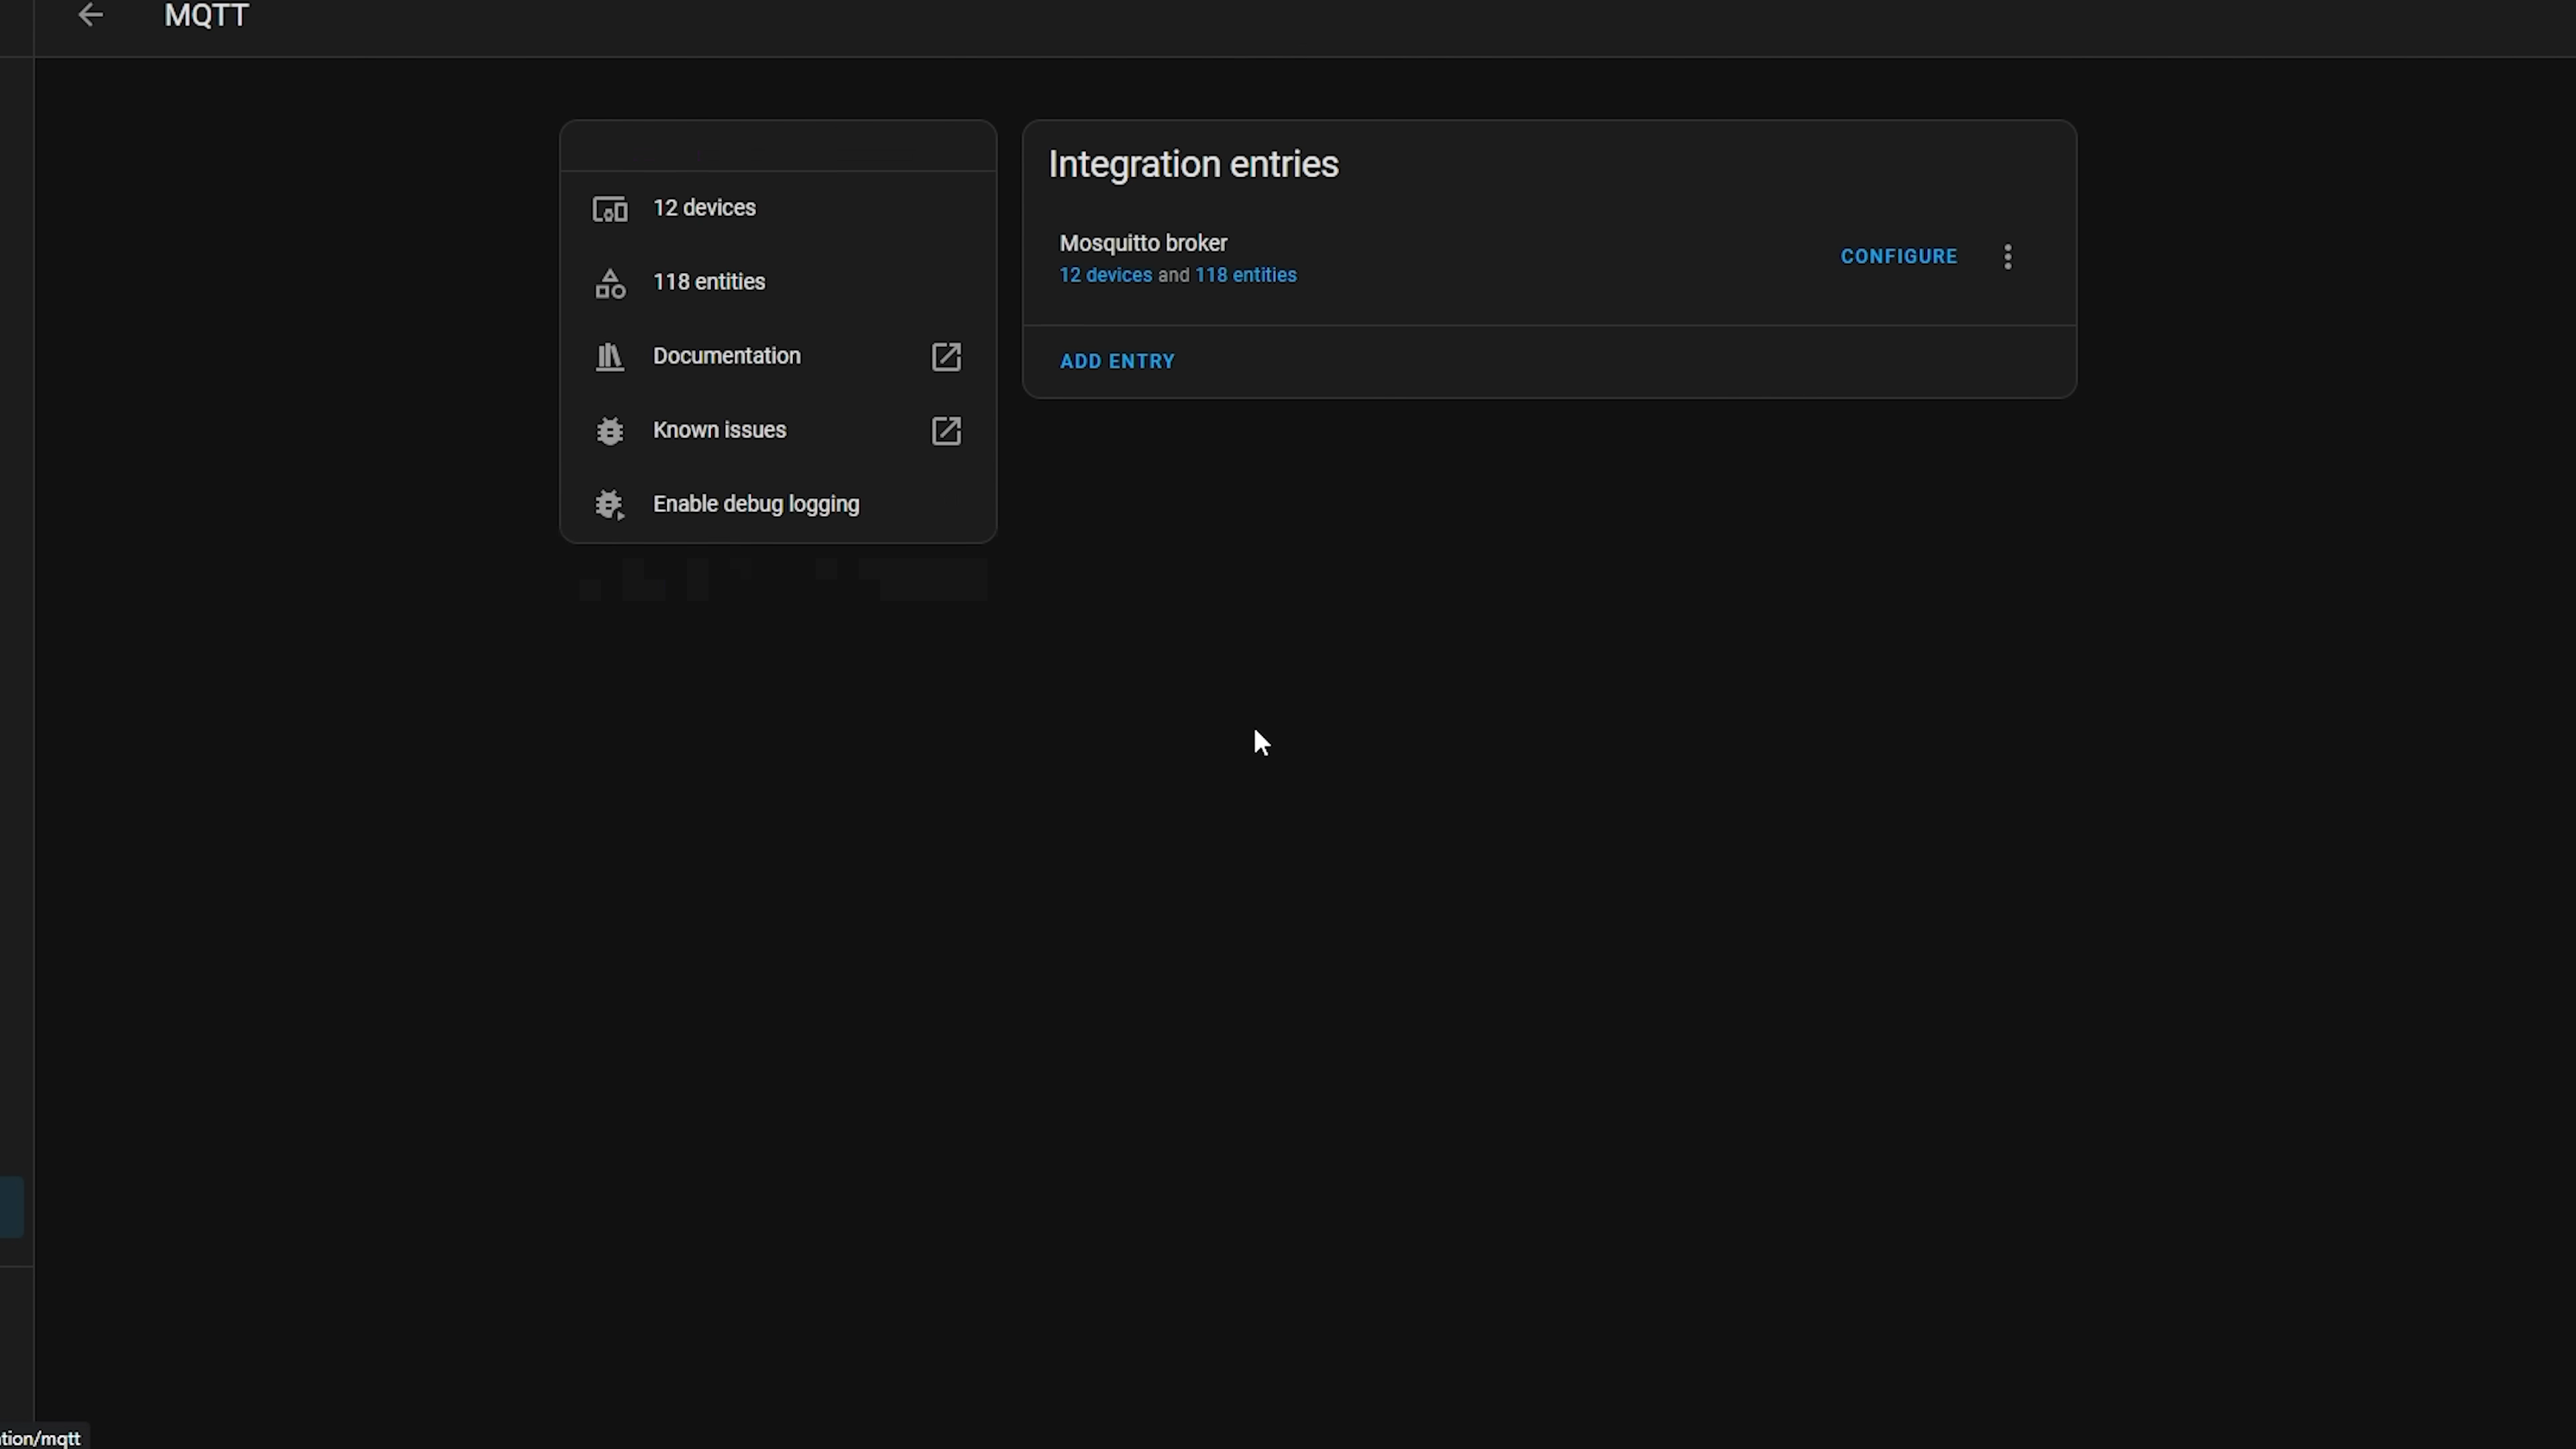 MQTT
12 devices
118 entities
Documentation
Known issues
Enable debug logging
Integration entries
Mosquitto broker
12 devices and 118 entities
CONFIGURE
ADD ENTRY
tion/mqtt